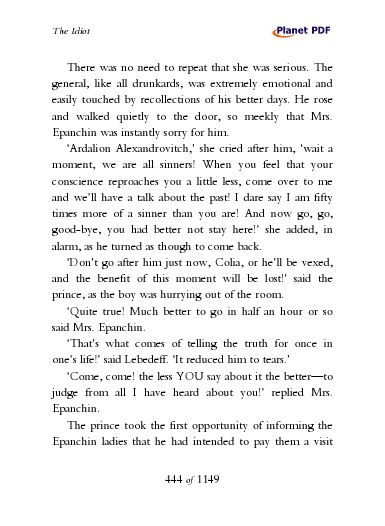 The Idiot
Planet PDF
There was no need to repeat that she was serious. The
general, like all drunkards, was extremely emotional and
easily touched by recollections of his better days. He rose
and walked quietly to the door, so meekly that Mrs.
Epanchin was instantly sorry for him.
‘Ardalion Alexandrovitch,’ she cried after him, ‘wait a
moment, we are all sinners! When you feel that your
conscience reproaches you a little less, come over to me
and we’ll have a talk about the past! I dare say I am fifty
times more of a sinner than you are! And now go, go,
good-bye, you had better not stay here!’ she added, in
alarm, as he turned as though to come back.
‘Don’t go after him just now, Colia, or he’ll be vexed,
and the benefit of this moment will be lost!’ said the
prince, as the boy was hurrying out of the room.
‘Quite true! Much better to go in half an hour or so
said Mrs. Epanchin.
‘That’s what comes of telling the truth for once in
one’s life!’ said Lebedeff. ‘It reduced him to tears.’
‘Come, come! the less YOU say about it the better—to
judge from all I have heard about you!’ replied Mrs.
Epanchin.
The prince took the first opportunity of informing the
Epanchin ladies that he had intended to pay them a visit
444 of 1149